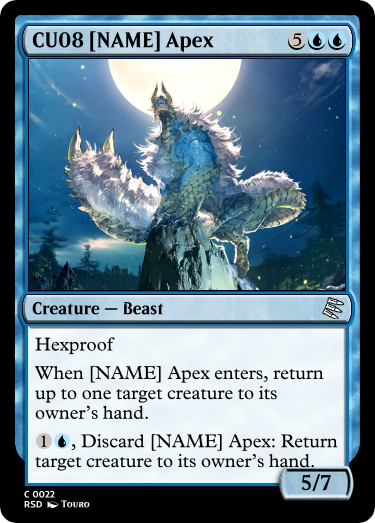 CU08 [NAME] Apex 5
Creature — Beast
Hexproof
When [NAME] Apex enters, return
up to one target creature to its
owner's hand.
1, Discard [NAME] Apex: Return
target creature to its owner's hand.
5/7
C 0022
RSD Touro